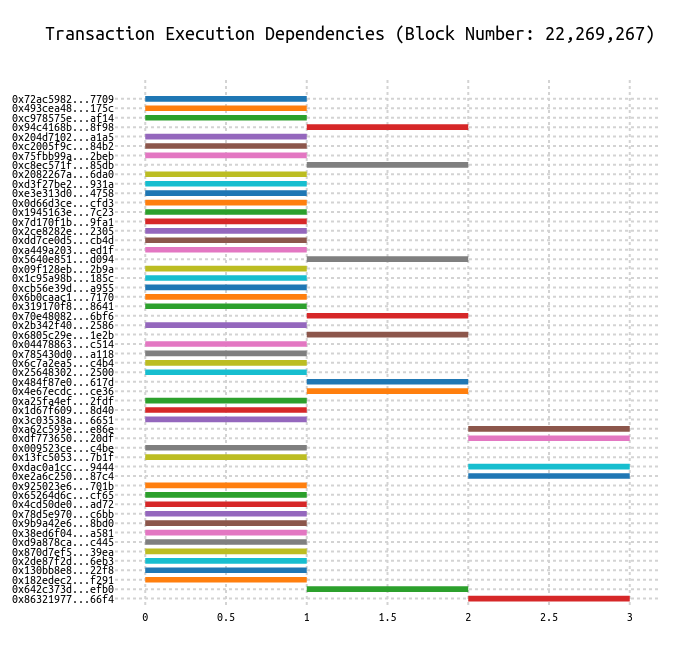 Transaction Execution Dependencies (Block Number: 22,269,267)
0x72ac5982...7709
0x493cea48...175c
0xc978575e...af14
0x94c4168b...8f98
0x204d7102...a1a5
0xc2005f9c...84b2
0x75fbb99a...2beb
0xc8ec571f...85db
0x2082267a...6da0
0xd3f27be2...931a
0xe3e313d0...4758
0x0d66d3ce...cfd3
0x1945163e...7c23
0x7d170f1b...9fa1
0x2ce8282e...2305
0xdd7ce0d5...cb4d
0xa449a203...ed1f
0x5640e851...d094
0x09f128eb...2b9a
0x1c95a98b...185c
0xcb56e39d...a955
0x6b0caac1...7170
0x319170f8...8641
0x70e48082...6bf6
0x2b342f40...2586
0x6805c29e...1e2b
0x04478863...c514
0x785430d0...a118
0x6c7a2ea5...c4b4
0x25648302...2500
0x484f87e0...617d
0x4e67ecdc...ce36
0xa25fa4ef...2fdf
0x1d67f609...8d40
0x3c03538a...6651
0xa62c593e...e86e
0xdf773650...20df
0x009523ce...c4be
0x13fc5053...7b1f
0xdac0a1cc...9444
0xe2a6c250...87c4
0x925023e6...701b
0x65264d6c...cf65
0x4cd50de0...ad72
0x78d5e970...c6bb
0x9b9a42e6...8bd0
0x38ed6f04...a581
0xd9a878ca...c445
0x870d7ef5...39ea
0x2de87f2d...6eb3
0x130bb8e8...22f8
0x182edec2...f291
0x642c373d...efb0
0x86321977...66f4
0 0.5 1 1.5 2 2.5 3